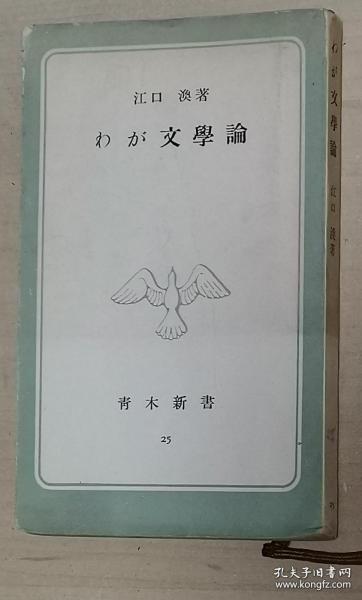 江口 渙著
わが文學論
青木新書
25
わが文學論 江口 渙著
25
孔夫子旧书网
kongfz.com